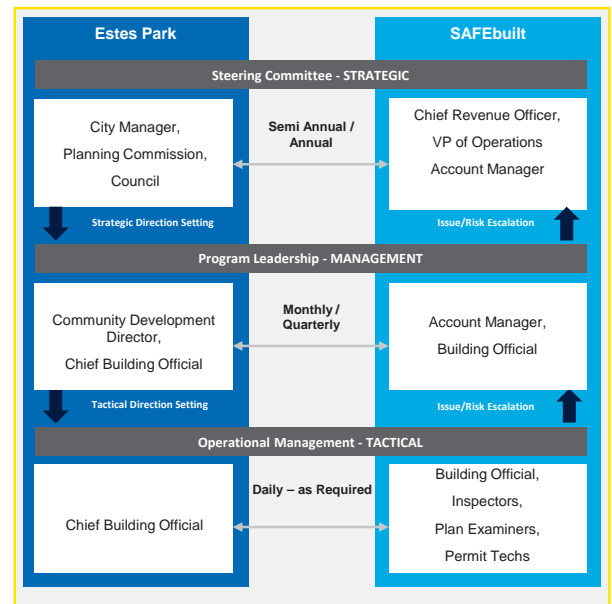 Estes Park
SAFEbuilt
Steering Committee - STRATEGIC
City Manager,
Planning Commission,
Council
Semi Annual /
Annual
Chief Revenue Officer,
VP of Operations
Account Manager
Strategic Direction Setting
Issue/Risk Escalation
Program Leadership - MANAGEMENT
Community Development
Director,
Chief Building Official
Monthly /
Quarterly
Account Manager,
Building Official
Tactical Direction Setting
Issue/Risk Escalation
Operational Management - TACTICAL
Chief Building Official
Daily – as Required
Building Official,
Inspectors,
Plan Examiners,
Permit Techs